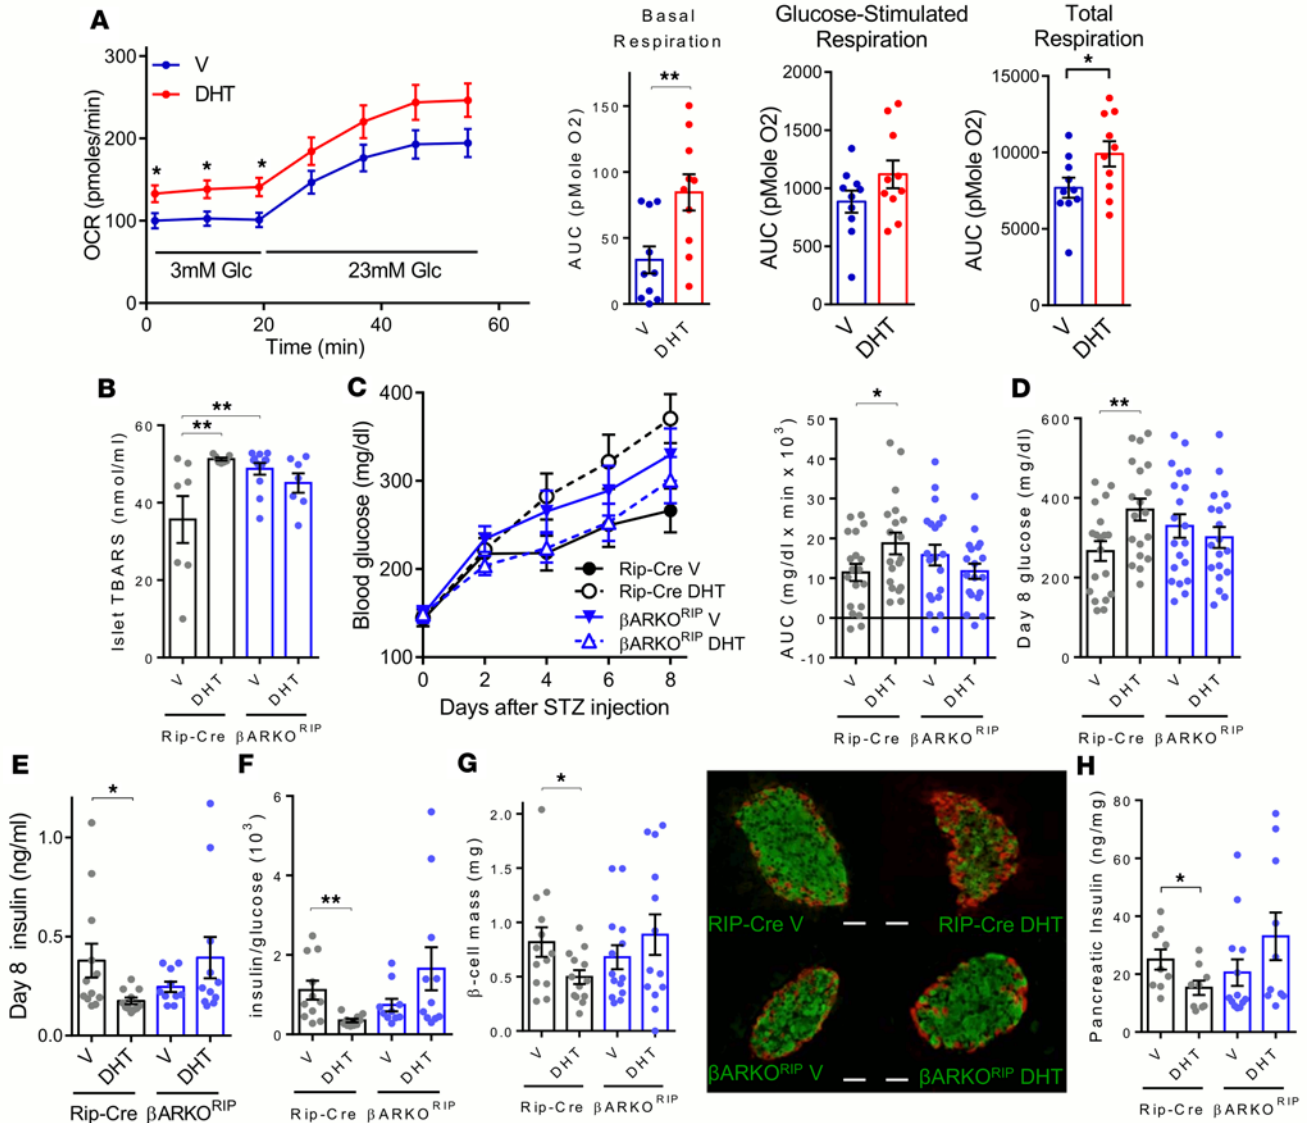 A
300
200
100
0
OCR (pmoles/min)
V
DHT
*
*
*
3mM Glc
23mM Glc
0
20
40
60
Time (min)
Basal
Respiration
**
150
100
50
0
AUC (pMole O2)
V
DHT
Glucose-Stimulated
Respiration
2000
1500
1000
500
0
AUC (pMole O2)
V
DHT
Total
Respiration
*
15000
10000
5000
0
AUC (pMole O2)
V
DHT
B
**
**
60
40
20
0
Islet TBARS (nmol/ml)
V
DHT
V
DHT
Rip-Cre
βARKO^RIP
C
400
300
200
100
Blood glucose (mg/dl)
Rip-Cre V
Rip-Cre DHT
βARKO^RIP V
βARKO^RIP DHT
0
2
4
6
8
Days after STZ injection
*
50
40
30
20
10
0
-10
AUC (mg/dl x min x 10^3)
V
DHT
V
DHT
Rip-Cre
βARKO^RIP
D
**
600
400
200
0
Day 8 glucose (mg/dl)
V
DHT
V
DHT
Rip-Cre
βARKO^RIP
E
*
1.0
0.5
0.0
Day 8 insulin (ng/ml)
V
DHT
V
DHT
Rip-Cre
βARKO^RIP
F
**
6
4
2
0
insulin/glucose (10^3)
V
DHT
V
DHT
Rip-Cre
βARKO^RIP
G
*
2.0
1.5
1.0
0.5
0.0
β-cell mass (mg)
V
DHT
V
DHT
Rip-Cre
βARKO^RIP
RIP-Cre V
RIP-Cre DHT
βARKO^RIP V
βARKO^RIP DHT
H
*
80
60
40
20
0
Pancreatic Insulin (ng/mg)
V
DHT
V
DHT
Rip-Cre
βARKO^RIP